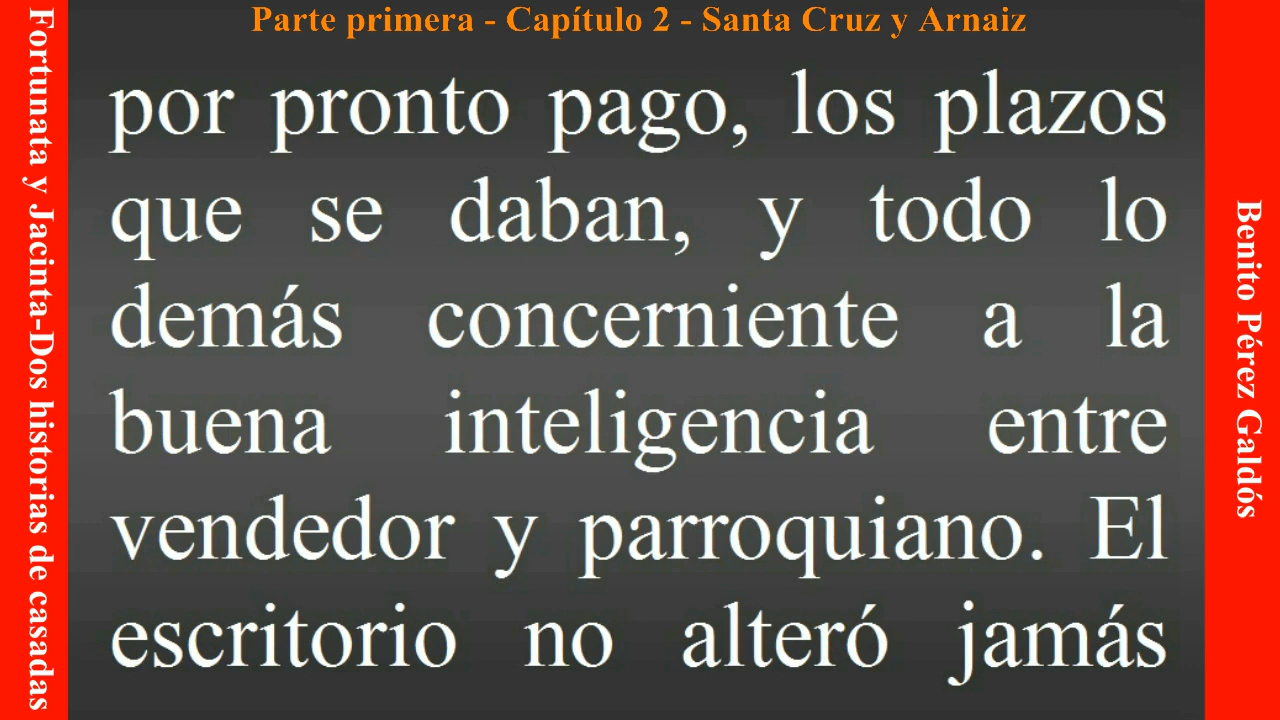 Parte primera - Capítulo 2 - Santa Cruz y Arnaiz
Fortunata y Jacinta-Dos historias de casadas
por pronto pago, los plazos
que se daban, y todo lo
demás concerniente a la
buena inteligencia entre
vendedor y parroquiano. El
escritorio no alteró jamás
Benito Pérez Galdós